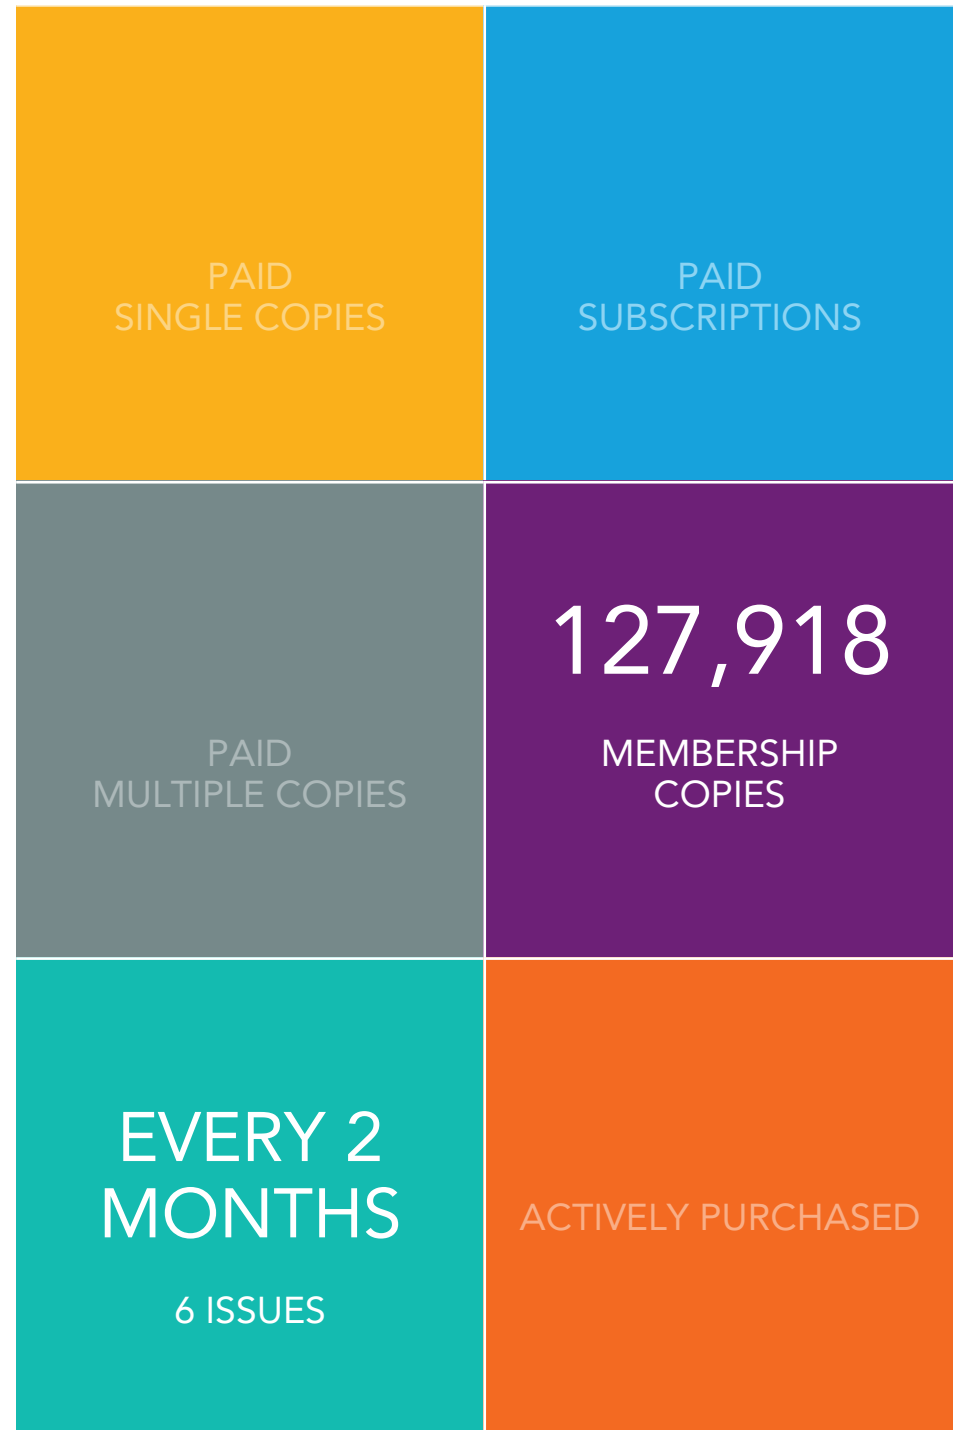 PAID
SINGLE COPIES
PAID
SUBSCRIPTIONS
PAID
MULTIPLE COPIES
127,918
MEMBERSHIP
COPIES
EVERY 2
MONTHS
6 ISSUES
ACTIVELY PURCHASED